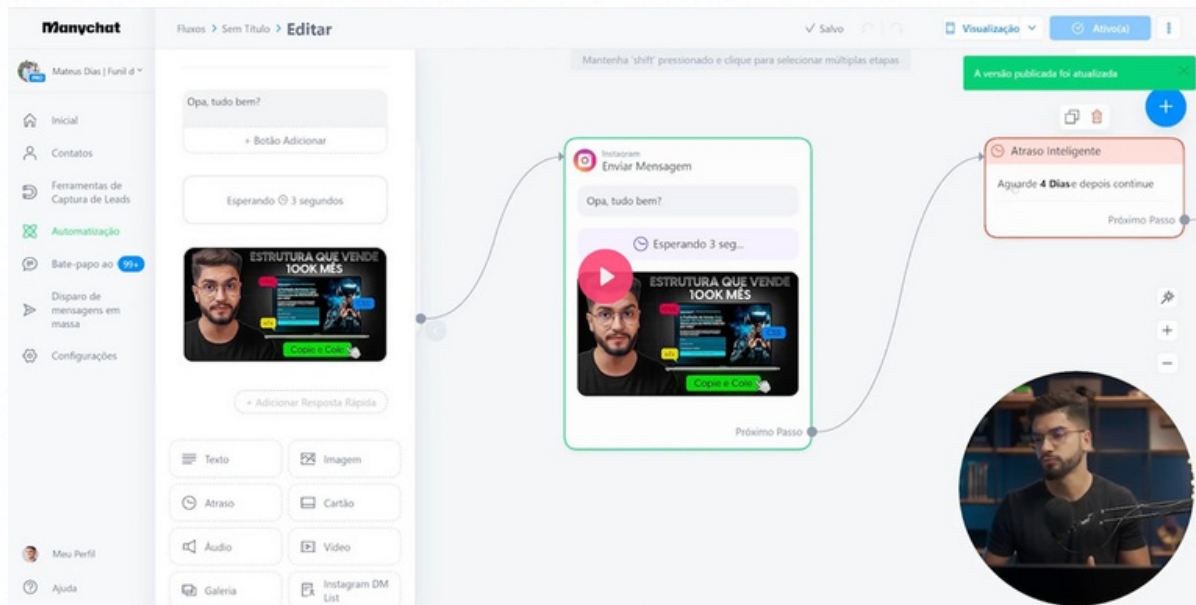 Manychat
Fluxos > Sem Título > Editar
Salvo
Visualização
Ativo(a)
Mantenha 'shift' pressionado e clique para selecionar múltiplas etapas
A versão publicada foi atualizada
Mateus Dias | Funil d
PRO
Inicial
Contatos
Ferramentas de
Captura de Leads
Automatização
Bate-papo ao 99+
Disparo de
mensagens em
massa
Configurações
Meu Perfil
Ajuda
Opa, tudo bem?
+ Botão Adicionar
Esperando 3 segundos
ESTRUTURA QUE VENDE
100K MÊS
Copie e Cole
+ Adicionar Resposta Rápida
Texto
Imagem
Atraso
Cartão
Áudio
Vídeo
Galeria
Instagram DM
List
Instagram
Enviar Mensagem
Opa, tudo bem?
Esperando 3 seg...
ESTRUTURA QUE VENDE
100K MÊS
HTML
CSS
Copie e Cole
Próximo Passo
Atraso Inteligente
Aguarde 4 Dias e depois continue
Próximo Passo